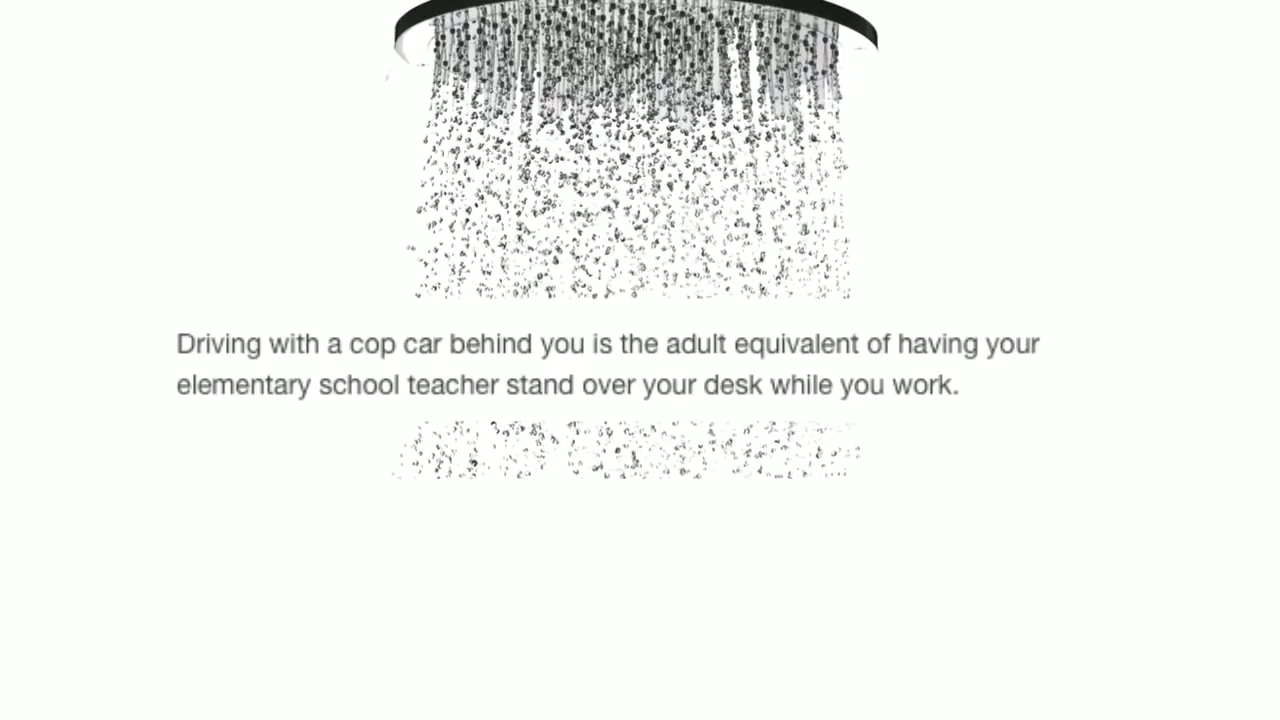 Driving with a cop car behind you is the adult equivalent of having your
elementary school teacher stand over your desk while you work.